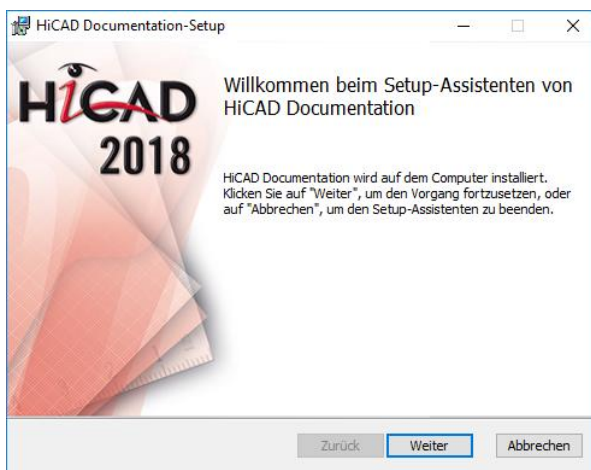 HiCAD Documentation-Setup
HiCAD
2018
Willkommen beim Setup-Assistenten von
HiCAD Documentation
HiCAD Documentation wird auf dem Computer installiert.
Klicken Sie auf "Weiter", um den Vorgang fortzusetzen, oder
auf "Abbrechen", um den Setup-Assistenten zu beenden.
Zurück Weiter Abbrechen